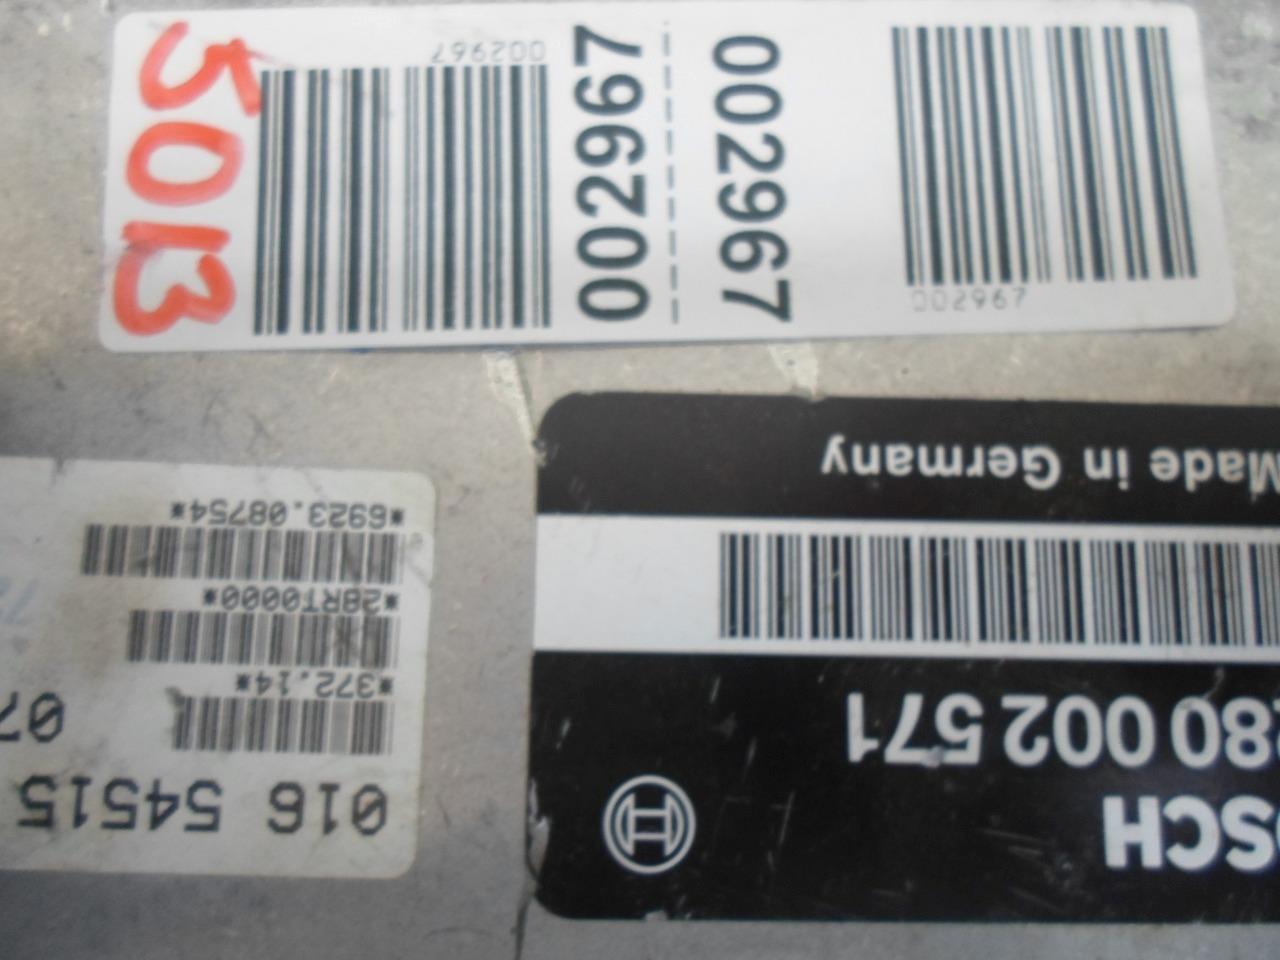 5013
002967
002967
002967
002967
016 54515
07
*372.14*
*28RT0000*
*6923.08754*
OSCH
280 002 571
Made in Germany